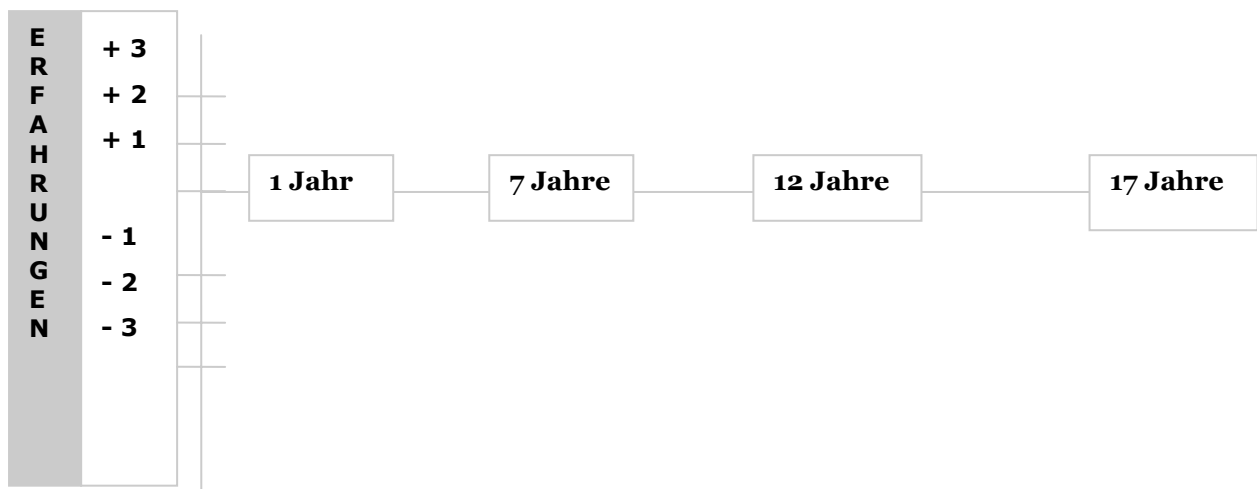 E
R
F
A
H
R
U
N
G
E
N
+ 3
+ 2
+ 1
- 1
- 2
- 3
1 Jahr
7 Jahre
12 Jahre
17 Jahre